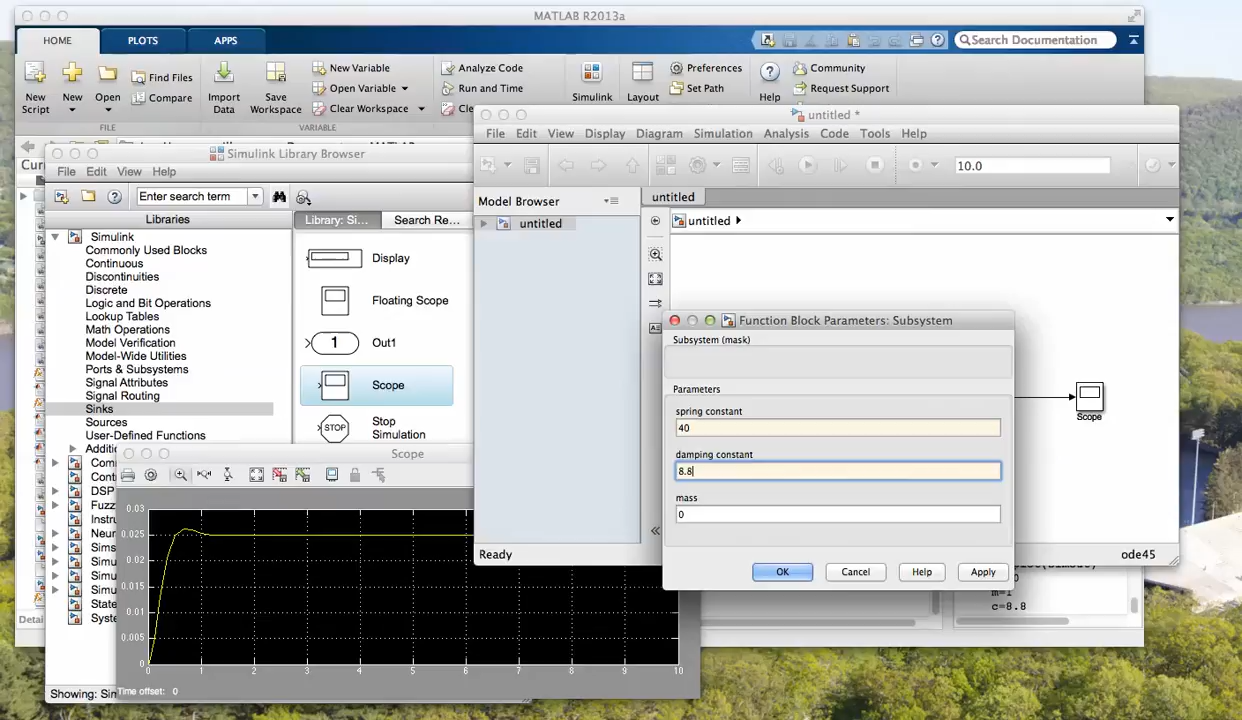 MATLAB R2013a
HOME
PLOTS
APPS
Search Documentation
New Script
New
Open
Find Files
Compare
Import Data
Save Workspace
New Variable
Open Variable
Clear Workspace
Analyze Code
Run and Time
Simulink
Layout
Preferences
Set Path
Help
Community
Request Support
FILE
VARIABLE
untitled *
File Edit View Display Diagram Simulation Analysis Code Tools Help
10.0
Model Browser
untitled
untitled
untitled
Simulink Library Browser
File Edit View Help
Enter search term
Libraries
Library: Si...
Search Re...
Simulink
Commonly Used Blocks
Continuous
Discontinuities
Discrete
Logic and Bit Operations
Lookup Tables
Math Operations
Model Verification
Model-Wide Utilities
Ports & Subsystems
Signal Attributes
Signal Routing
Sinks
Sources
User-Defined Functions
Display
Floating Scope
1
Out1
Scope
STOP
Stop Simulation
Function Block Parameters: Subsystem
Subsystem (mask)
Parameters
spring constant
40
damping constant
8.8
mass
0
OK
Cancel
Help
Apply
Scope
Ready
ode45
m=1
c=8.8
Scope
0.03
0.025
0.02
0.015
0.01
0.005
0
0 1 2 3 4 5 6 7 8 9 10
Time offset: 0